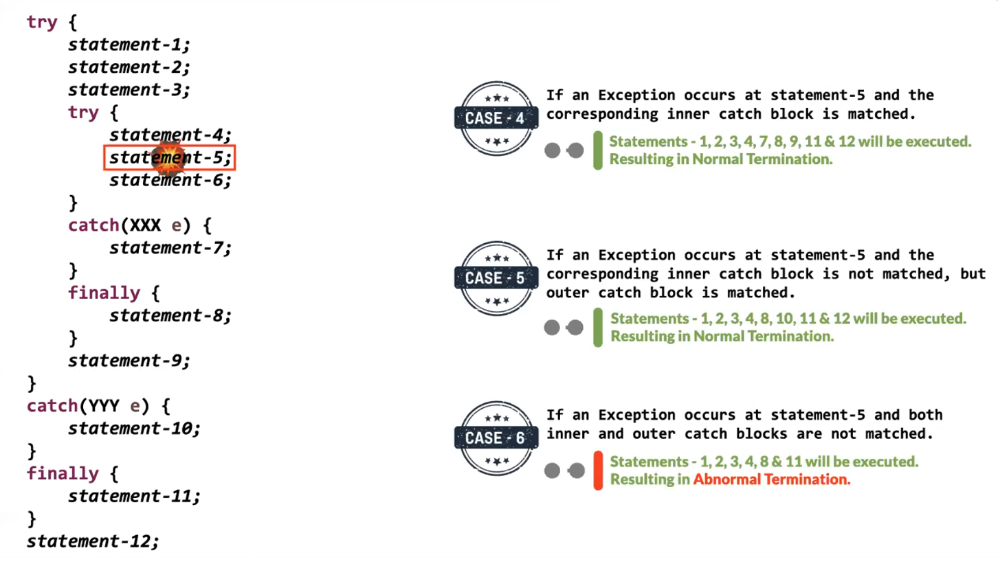 try {
statement-1;
statement-2;
statement-3;
try {
statement-4;
statement-5;
statement-6;
}
catch(XXX e) {
statement-7;
}
finally {
statement-8;
}
statement-9;
}
catch(YYY e) {
statement-10;
}
finally {
statement-11;
}
statement-12;
CASE - 4
If an Exception occurs at statement-5 and the
corresponding inner catch block is matched.
Statements - 1, 2, 3, 4, 7, 8, 9, 11 & 12 will be executed.
Resulting in Normal Termination.
CASE - 5
If an Exception occurs at statement-5 and the
corresponding inner catch block is not matched, but
outer catch block is matched.
Statements - 1, 2, 3, 4, 8, 10, 11 & 12 will be executed.
Resulting in Normal Termination.
CASE - 6
If an Exception occurs at statement-5 and both
inner and outer catch blocks are not matched.
Statements - 1, 2, 3, 4, 8 & 11 will be executed.
Resulting in Abnormal Termination.